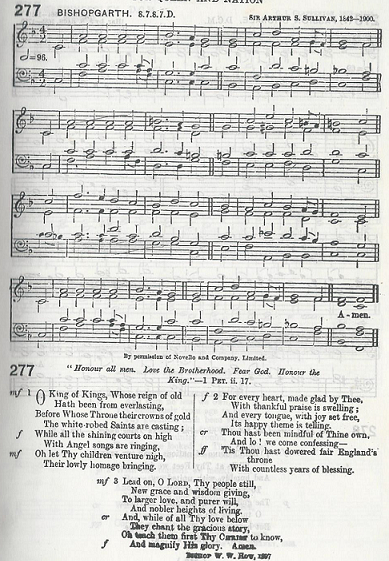 QUEEN AND NATION
277 BISHOPGARTH. 8.7.8.7.D. SIR ARTHUR S. SULLIVAN, 1842—1900.
=96.
A - men.
By permission of Novello and Company, Limited.
277 "Honour all men. Love the Brotherhood. Fear God. Honour the
King."—1 PET. ii. 17.
mf 1 O King of Kings, Whose reign of old
Hath been from everlasting,
Before Whose Throne their crowns of gold
The white-robed Saints are casting;
f While all the shining courts on high
With Angel songs are ringing,
mf Oh let Thy children venture nigh,
Their lowly homage bringing.
f 2 For every heart, made glad by Thee,
With thankful praise is swelling;
And every tongue, with joy set free,
Its happy theme is telling.
cr Thou hast been mindful of Thine own,
And lo! we come confessing—
ff 'Tis Thou hast dowered fair England's
throne
With countless years of blessing.
mf 3 Lead on, O LORD, Thy people still,
New grace and wisdom giving,
To larger love, and purer will,
And nobler heights of living.
cr And, while of all Thy love below
They chant the gracious story,
Oh teach them first Thy CHRIST to know,
f And magnify His glory. Amen.
BISHOP W. W. HOW, 1897